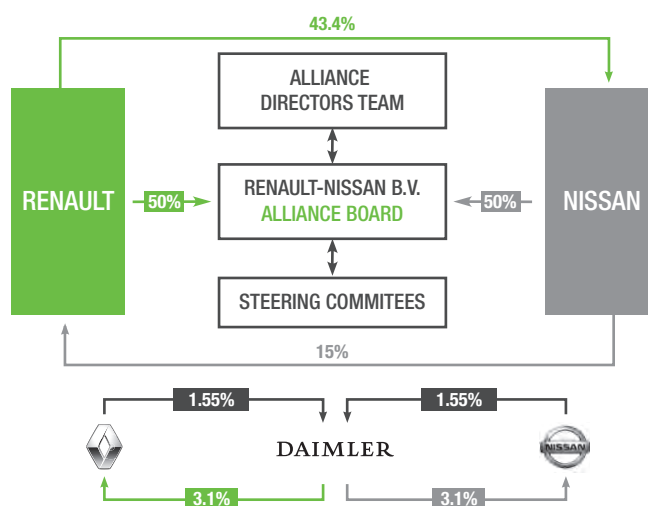 43.4%
ALLIANCE
DIRECTORS TEAM
RENAULT
50%
RENAULT-NISSAN B.V.
ALLIANCE BOARD
50%
NISSAN
STEERING COMMITEES
15%
1.55%
1.55%
DAIMLER
NISSAN
3.1%
3.1%